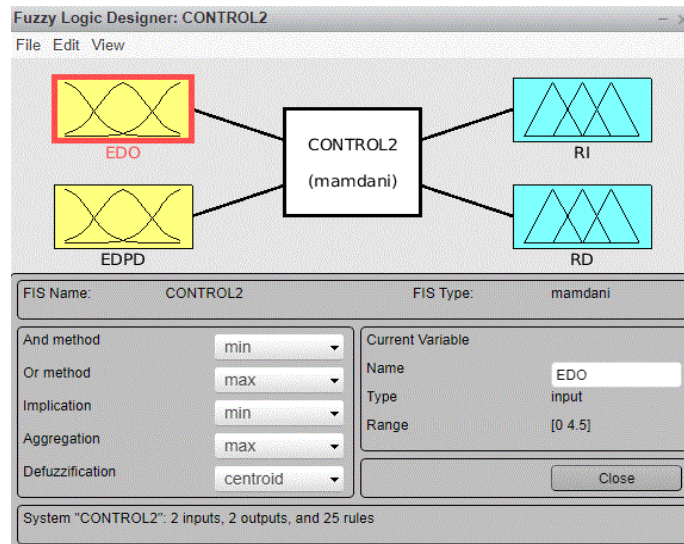 Fuzzy Logic Designer: CONTROL2
File Edit View
EDO
EDPD
CONTROL2
(mamdani)
RI
RD
FIS Name: CONTROL2 FIS Type: mamdani
And method min
Or method max
Implication min
Aggregation max
Defuzzification centroid
Current Variable
Name EDO
Type input
Range [0 4.5]
Close
System "CONTROL2": 2 inputs, 2 outputs, and 25 rules